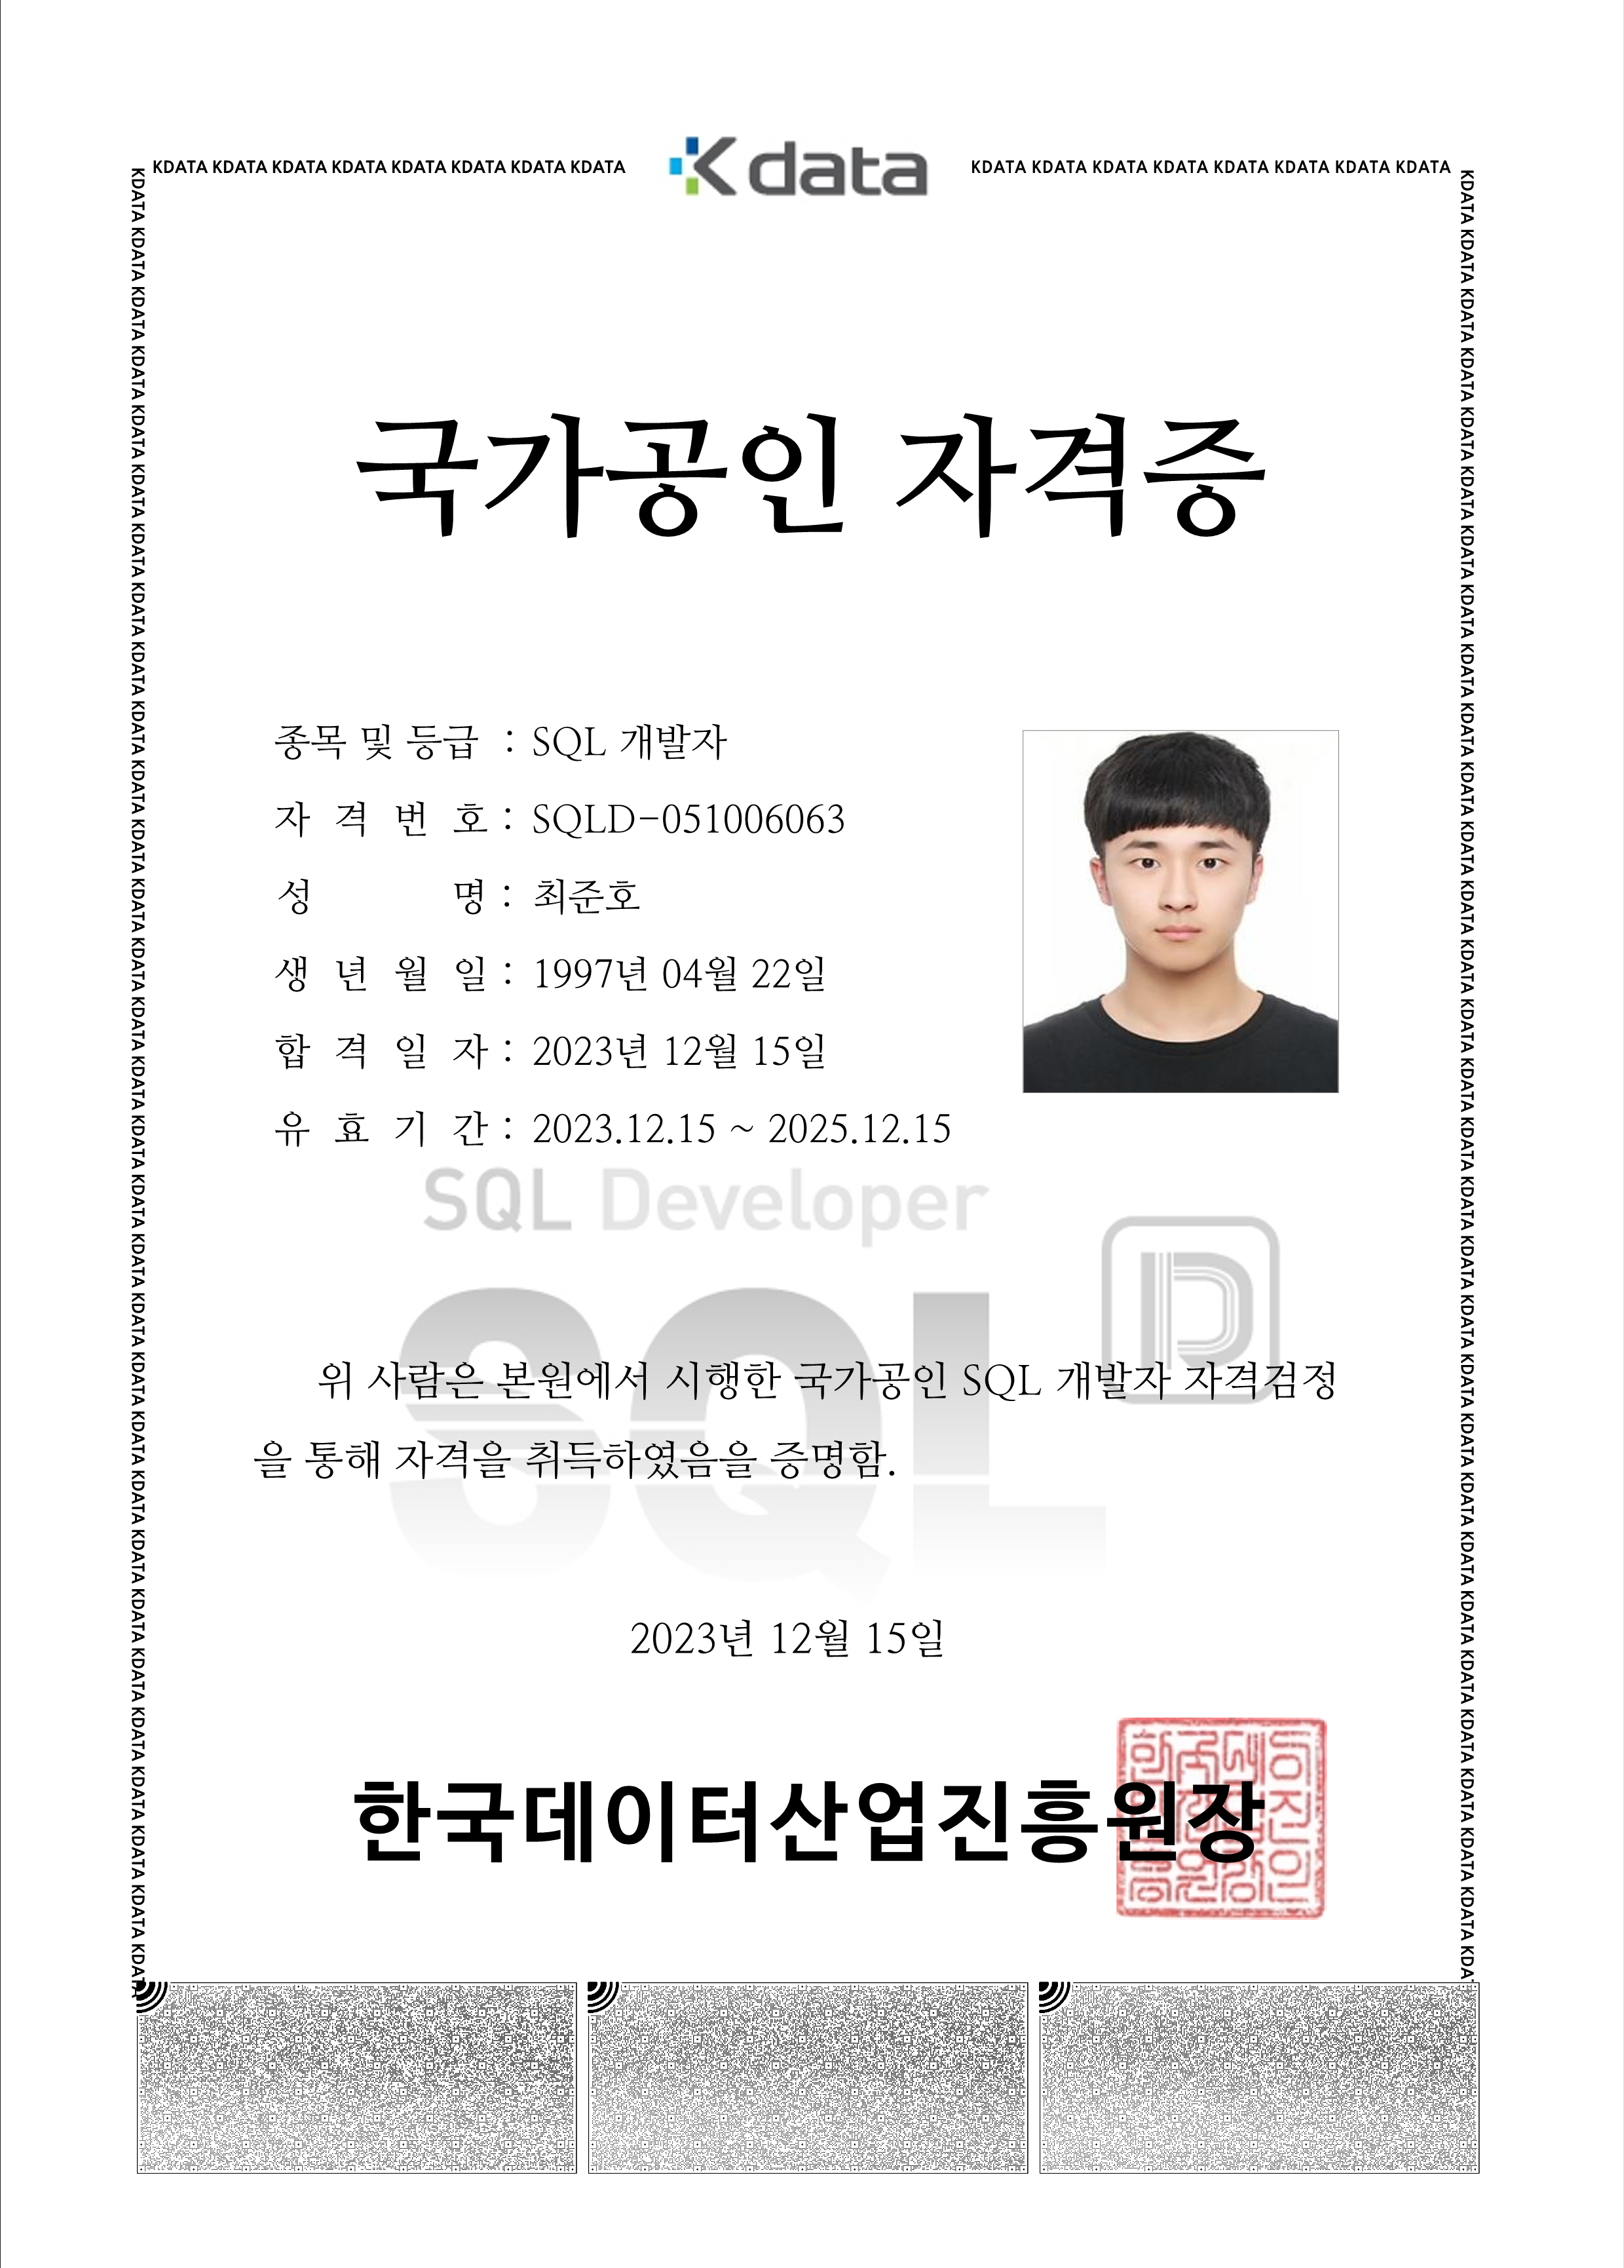 KDATA KDATA KDATA KDATA KDATA KDATA KDATA KDATA
K data
KDATA KDATA KDATA KDATA KDATA KDATA KDATA KDATA
국가공인 자격증
종목 및 등급 : SQL 개발자
자 격 번 호 : SQLD-051006063
성 명 : 최준호
생 년 월 일 : 1997년 04월 22일
합 격 일 자 : 2023년 12월 15일
유 효 기 간 : 2023.12.15 ~ 2025.12.15
SQL Developer
SQL D
위 사람은 본원에서 시행한 국가공인 SQL 개발자 자격검정
을 통해 자격을 취득하였음을 증명함.
2023년 12월 15일
한국데이터산업진흥원장